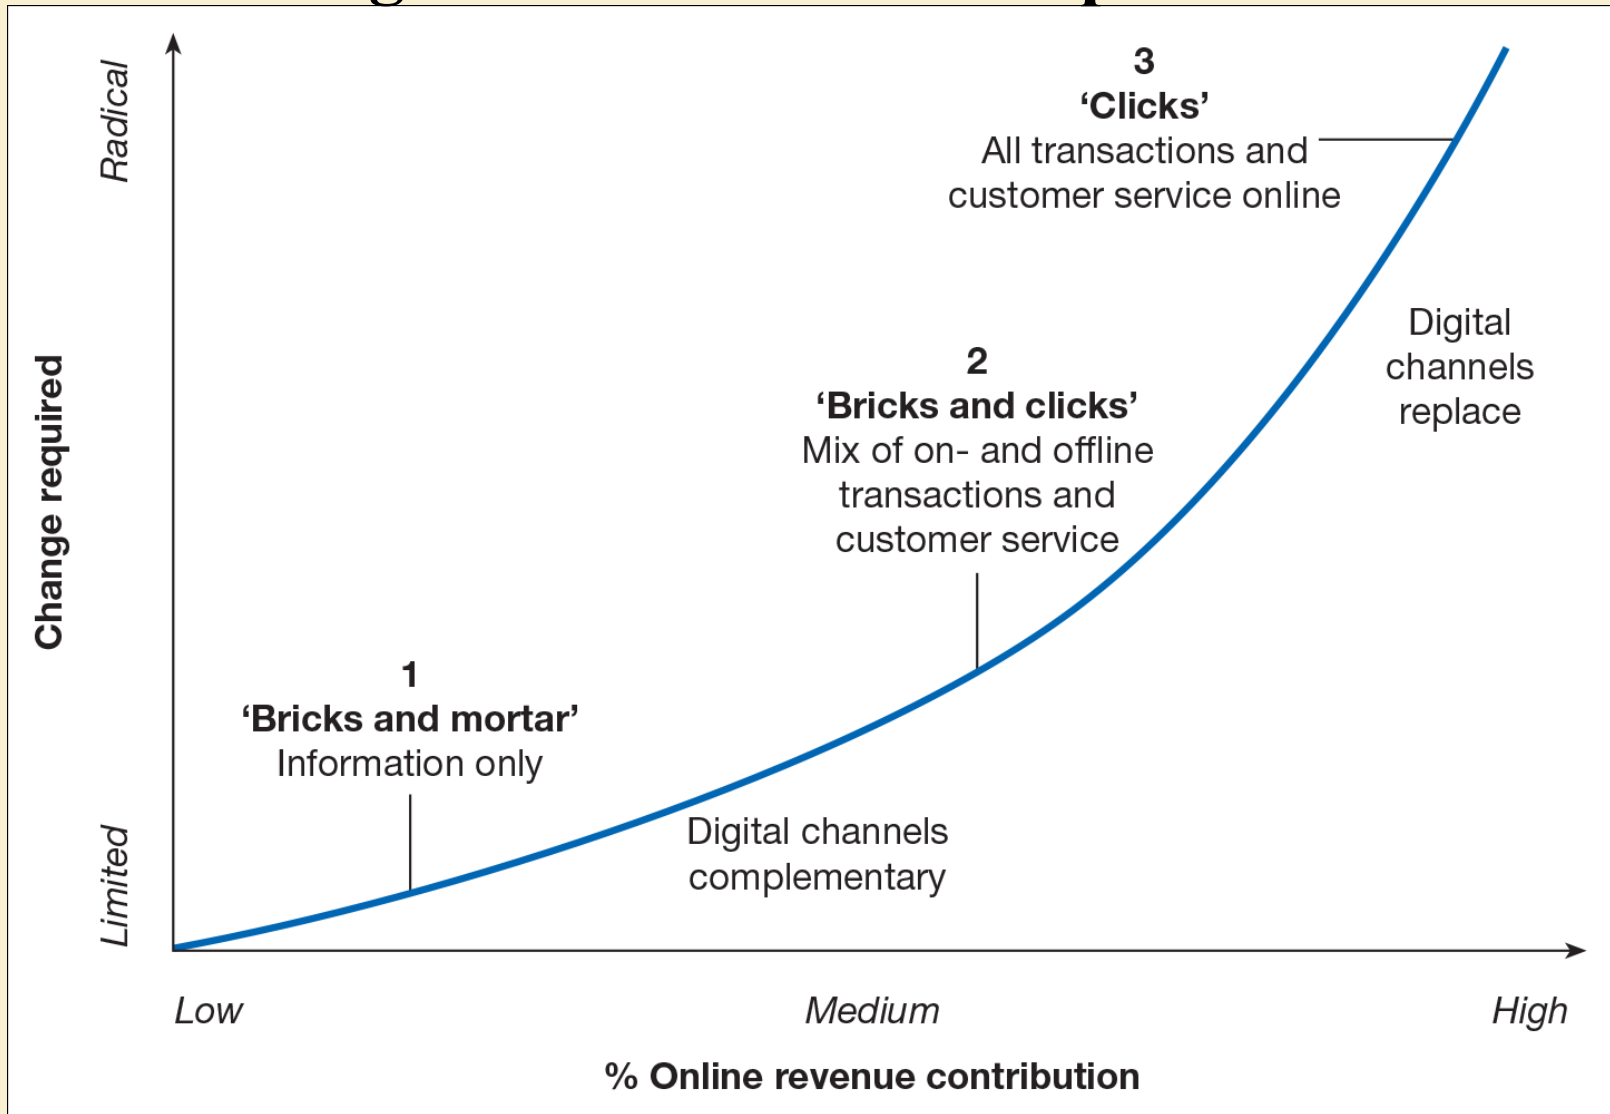 3
‘Clicks’
All transactions and
customer service online
Radical
Digital
channels
replace
2
‘Bricks and clicks’
Mix of on- and offline
transactions and
customer service
Change required
1
‘Bricks and mortar’
Information only
Digital channels
complementary
Limited
Low Medium High
% Online revenue contribution